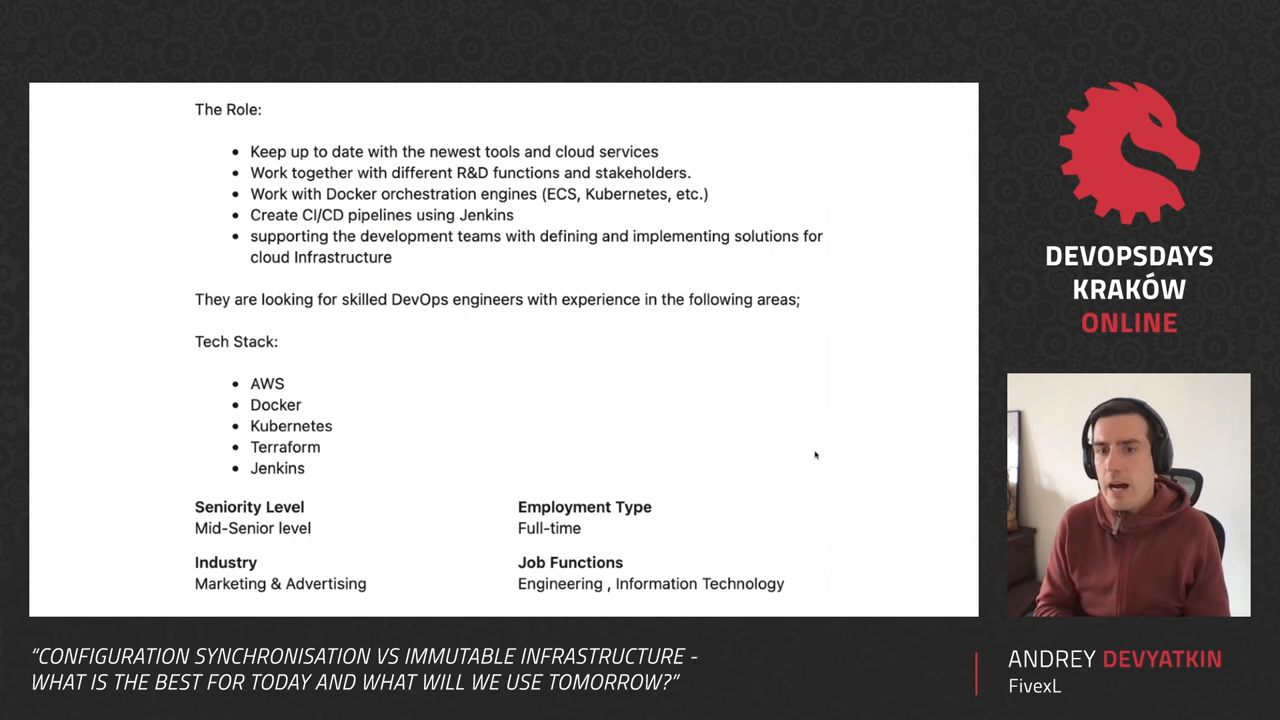 The Role:
• Keep up to date with the newest tools and cloud services
• Work together with different R&D functions and stakeholders.
• Work with Docker orchestration engines (ECS, Kubernetes, etc.)
• Create CI/CD pipelines using Jenkins
• supporting the development teams with defining and implementing solutions for
cloud Infrastructure
They are looking for skilled DevOps engineers with experience in the following areas;
Tech Stack:
• AWS
• Docker
• Kubernetes
• Terraform
• Jenkins
Seniority Level
Mid-Senior level
Employment Type
Full-time
Industry
Marketing & Advertising
Job Functions
Engineering , Information Technology
DEVOPSDAYS
KRAKÓW
ONLINE
“CONFIGURATION SYNCHRONISATION VS IMMUTABLE INFRASTRUCTURE -
WHAT IS THE BEST FOR TODAY AND WHAT WILL WE USE TOMORROW?”
ANDREY DEVYATKIN
FivexL